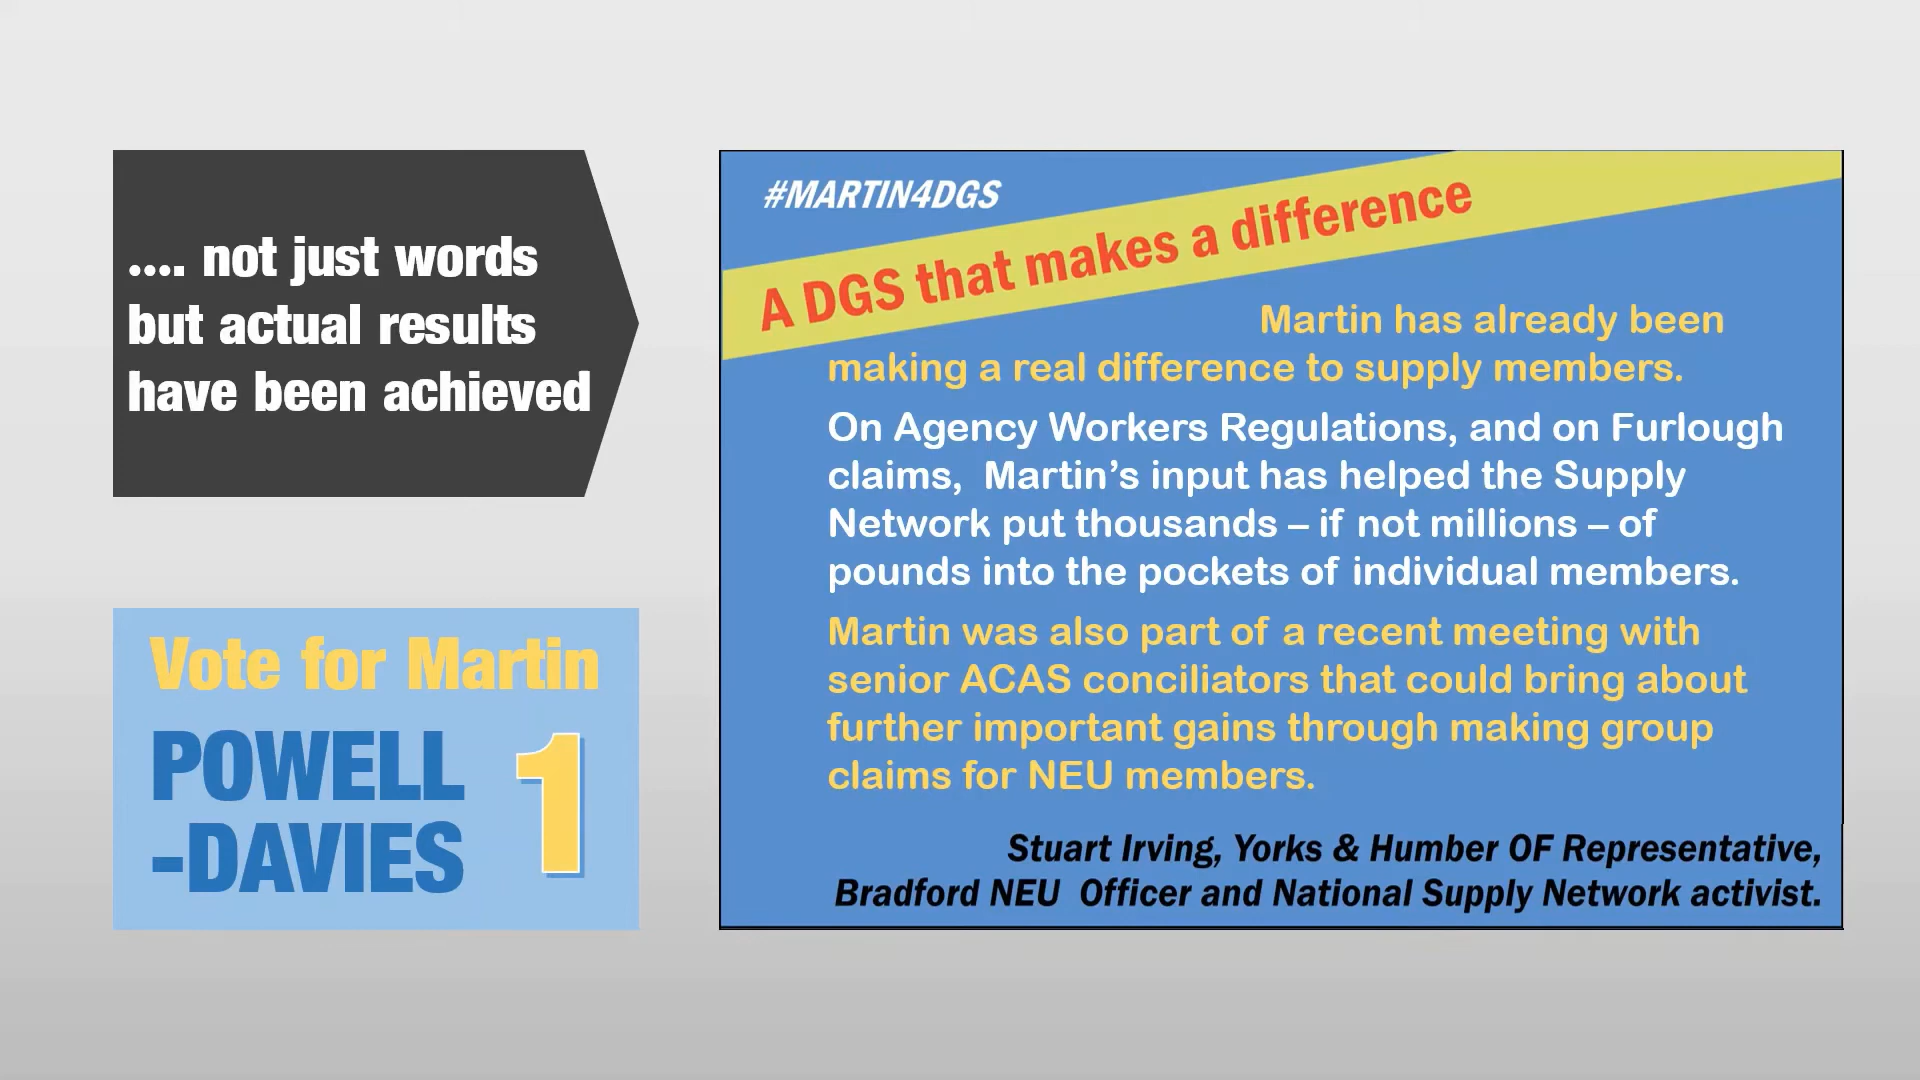 .... not just words
but actual results
have been achieved
Vote for Martin
POWELL
-DAVIES
1
#MARTIN4DGS
A DGS that makes a difference
Martin has already been
making a real difference to supply members.
On Agency Workers Regulations, and on Furlough
claims,  Martin’s input has helped the Supply
Network put thousands – if not millions – of
pounds into the pockets of individual members.
Martin was also part of a recent meeting with
senior ACAS conciliators that could bring about
further important gains through making group
claims for NEU members.
Stuart Irving, Yorks & Humber OF Representative,
Bradford NEU  Officer and National Supply Network activist.